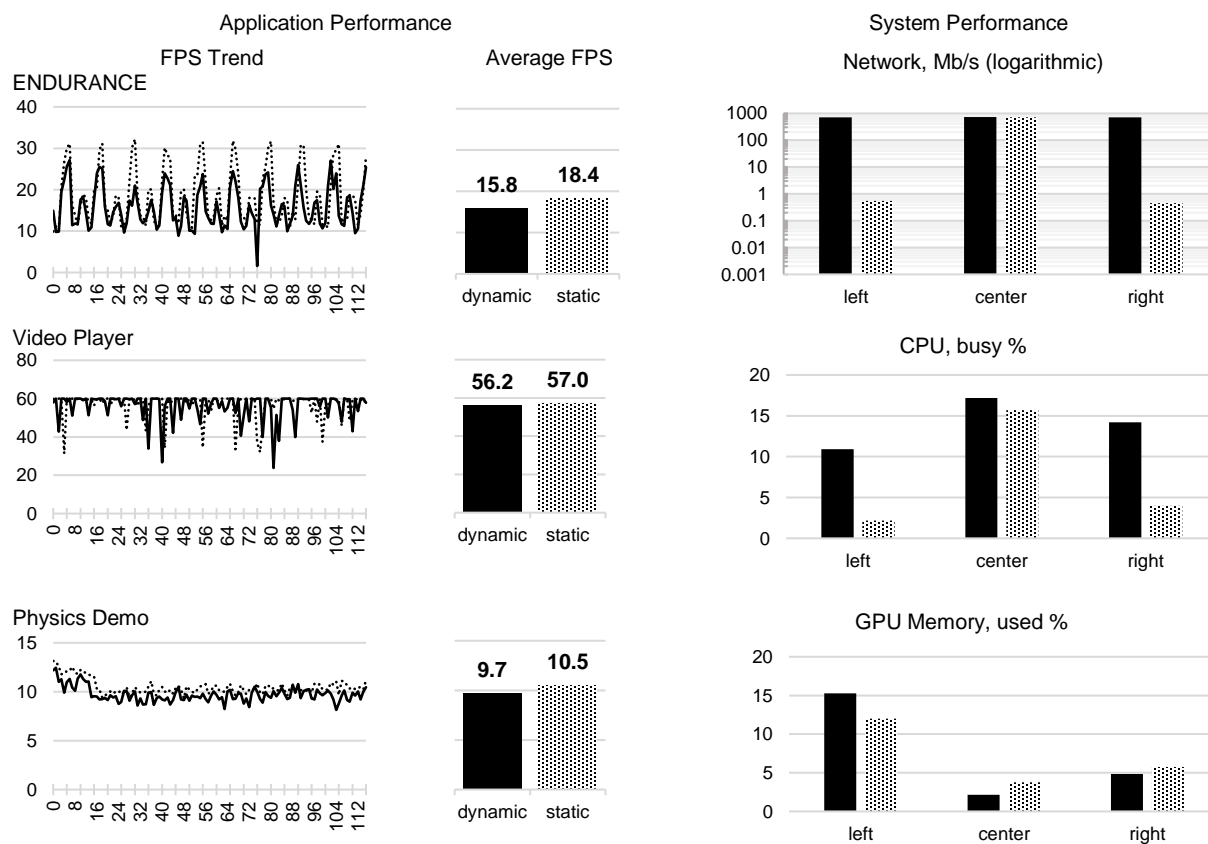 Application Performance
System Performance
FPS Trend
Average FPS
Network, Mb/s (logarithmic)
ENDURANCE
40
30
20
10
0
0 8 16 24 32 40 48 56 64 72 80 88 96 104 112
15.8 18.4
dynamic static
1000
100
10
1
0.1
0.01
0.001
left center right
Video Player
80
60
40
20
0
0 8 16 24 32 40 48 56 64 72 80 88 96 104 112
56.2 57.0
dynamic static
CPU, busy %
20
15
10
5
0
left center right
Physics Demo
15
10
5
0
0 8 16 24 32 40 48 56 64 72 80 88 96 104 112
9.7 10.5
dynamic static
GPU Memory, used %
20
15
10
5
0
left center right